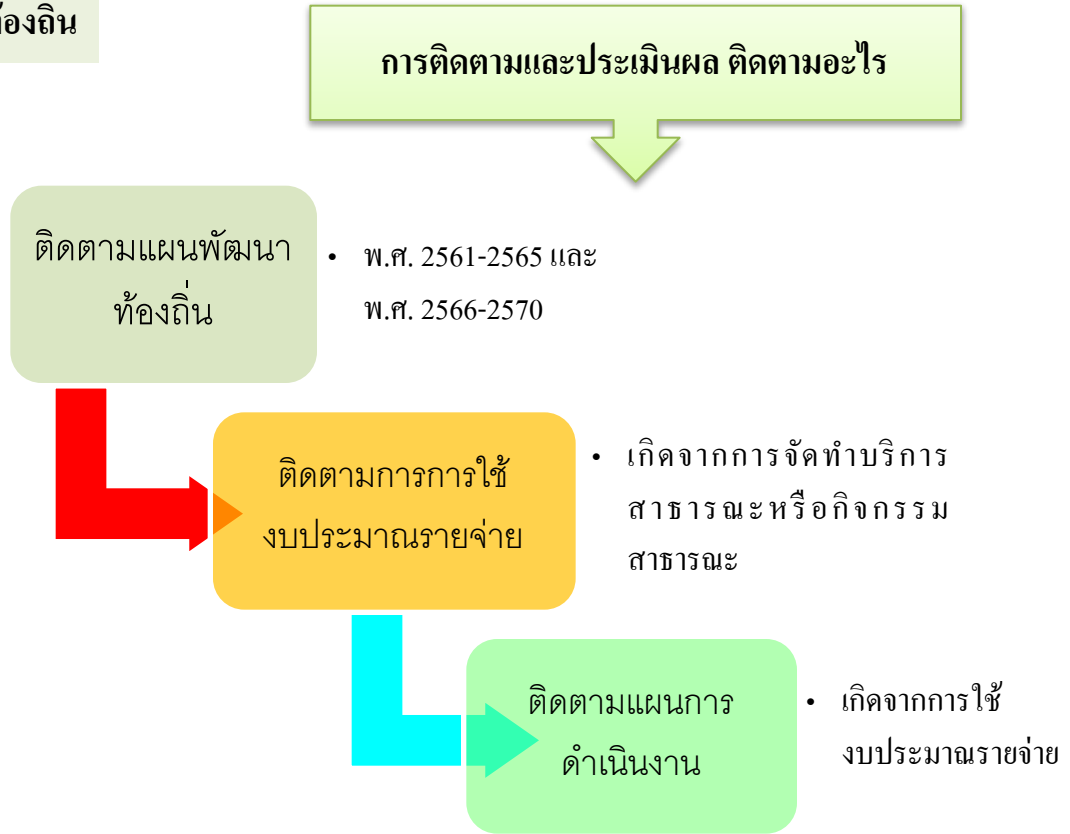 ท้องถิ่น
การติดตามและประเมินผล ติดตามอะไร
ติดตามแผนพัฒนา
ท้องถิ่น
• พ.ศ. 2561-2565 และ
พ.ศ. 2566-2570
ติดตามการการใช้
งบประมาณรายจ่าย
• เกิดจากการจัดทำบริการ
สาธารณะหรือกิจกรรม
สาธารณะ
ติดตามแผนการ
ดำเนินงาน
• เกิดจากการใช้
งบประมาณรายจ่าย